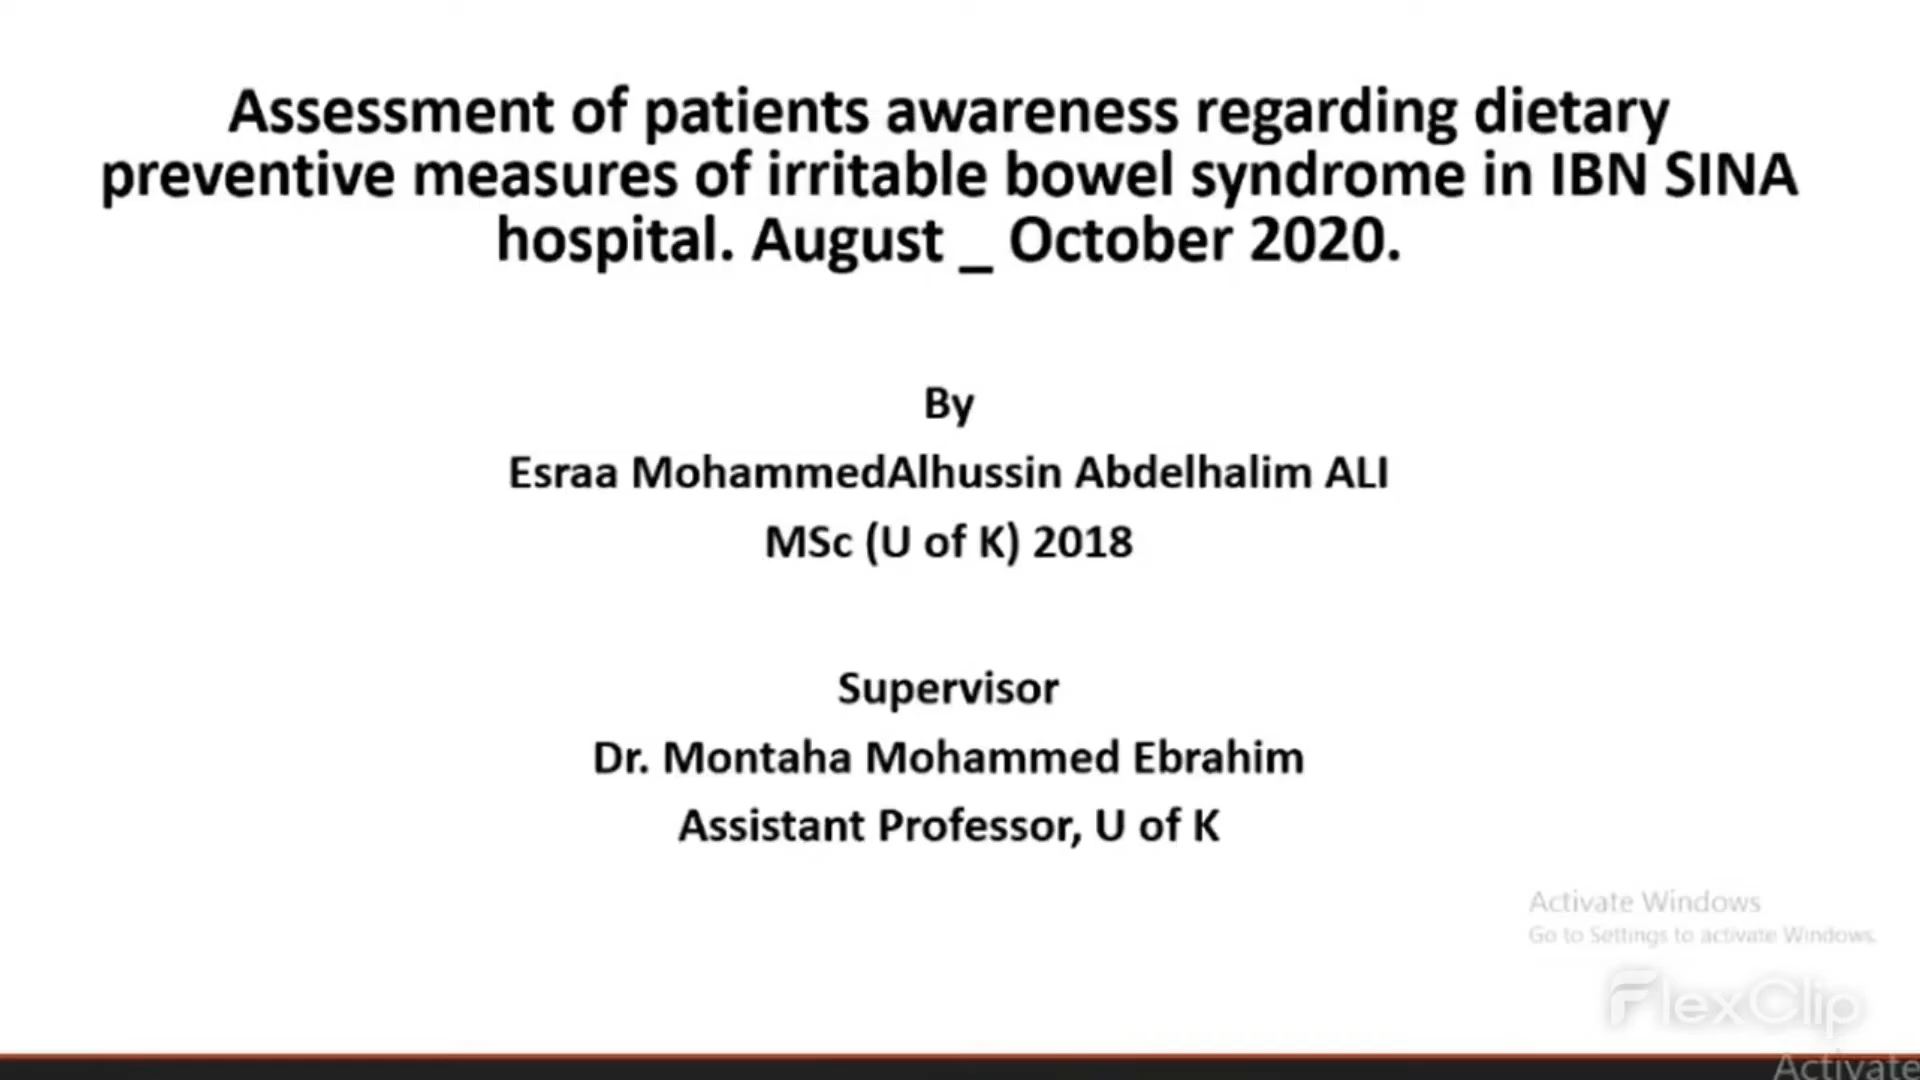 Assessment of patients awareness regarding dietary
preventive measures of irritable bowel syndrome in IBN SINA
hospital. August _ October 2020.
By
Esraa MohammedAlhussin Abdelhalim ALI
MSc (U of K) 2018
Supervisor
Dr. Montaha Mohammed Ebrahim
Assistant Professor, U of K
Activate Windows
Go to Settings to activate Windows.
FlexClip
Activate